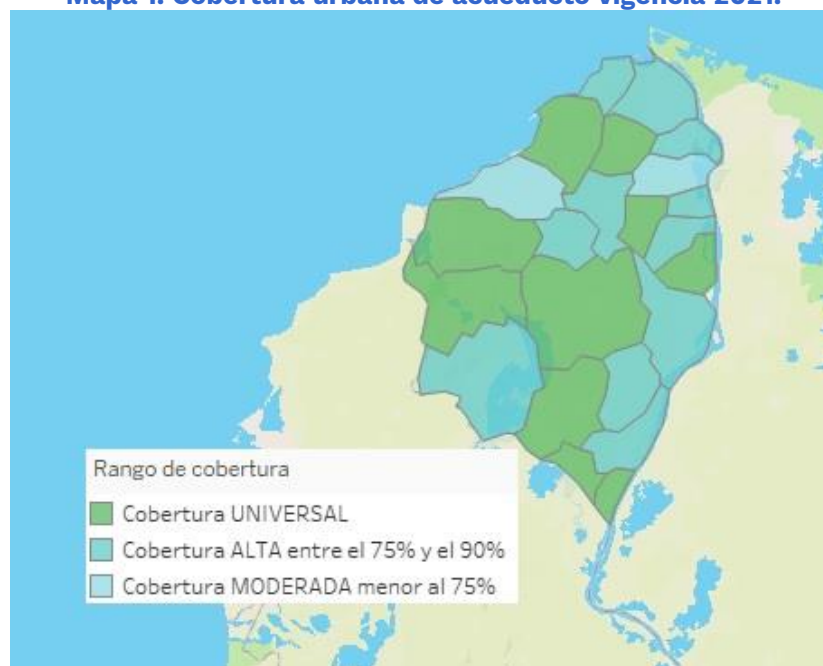 Mapa 1. Cobertura urbana de acueducto vigencia 2021.
Rango de cobertura
Cobertura UNIVERSAL
Cobertura ALTA entre el 75% y el 90%
Cobertura MODERADA menor al 75%